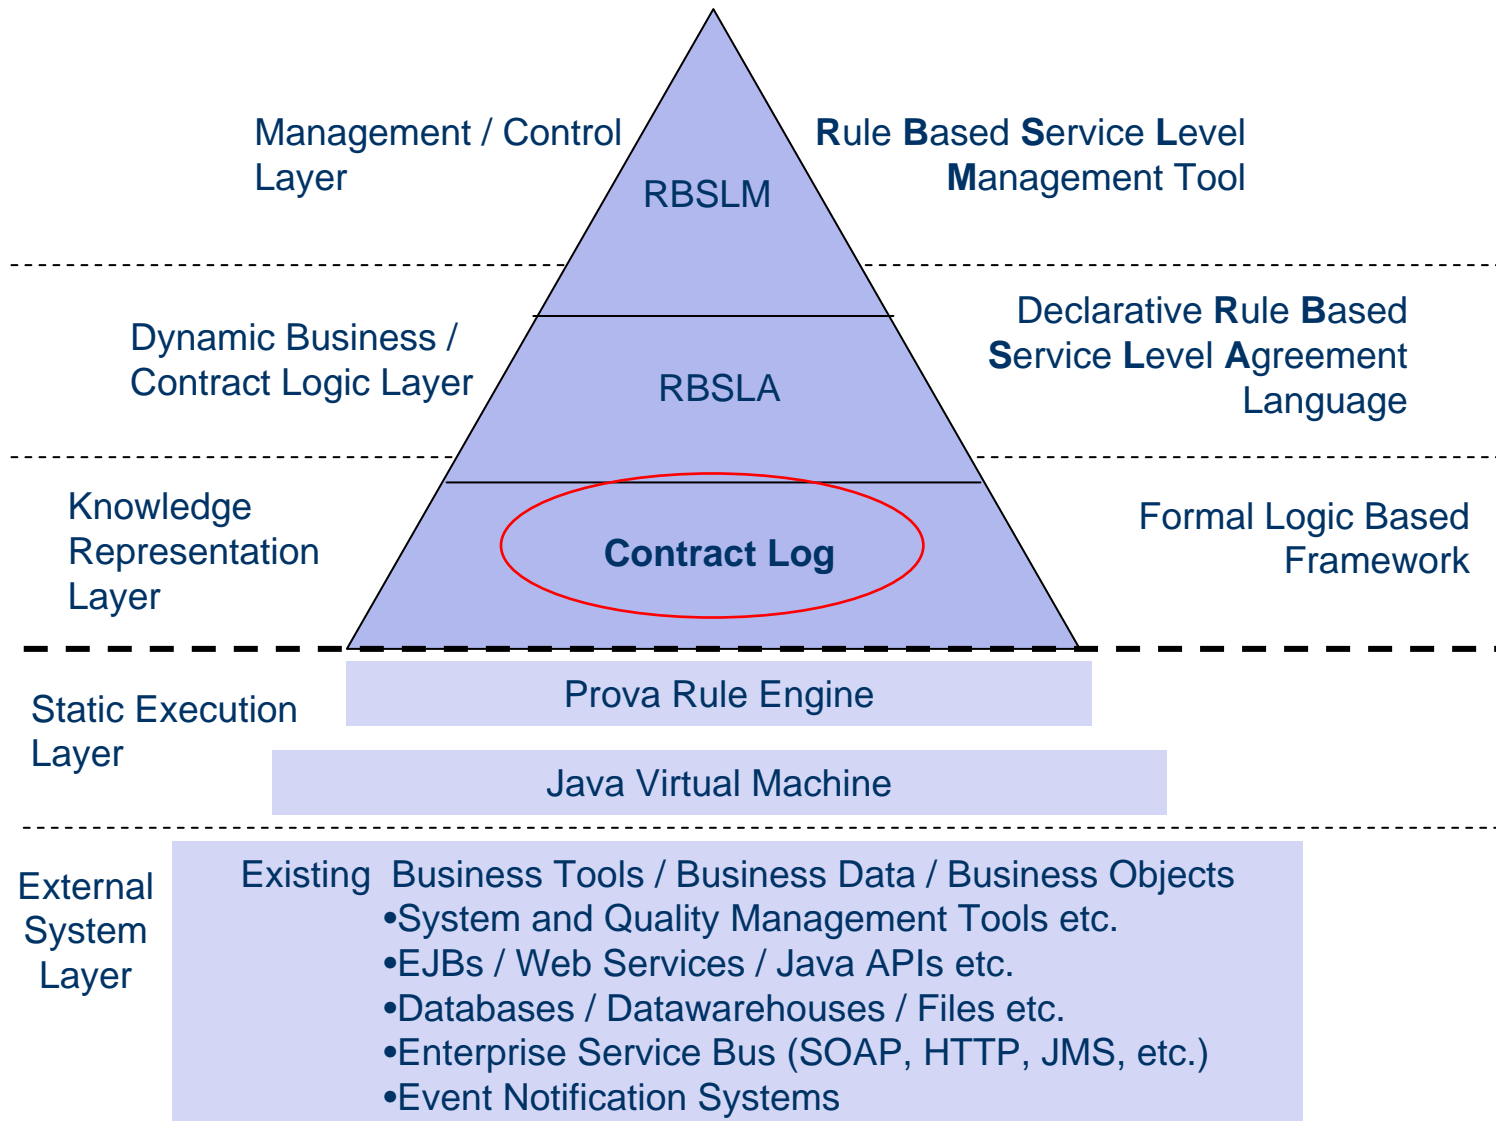 Management / Control
Layer
RBSLM
Rule Based Service Level
Management Tool
Dynamic Business /
Contract Logic Layer
RBSLA
Declarative Rule Based
Service Level Agreement
Language
Knowledge
Representation
Layer
Contract Log
Formal Logic Based
Framework
Static Execution
Layer
Prova Rule Engine
Java Virtual Machine
External
System
Layer
Existing Business Tools / Business Data / Business Objects
•System and Quality Management Tools etc.
•EJBs / Web Services / Java APIs etc.
•Databases / Datawarehouses / Files etc.
•Enterprise Service Bus (SOAP, HTTP, JMS, etc.)
•Event Notification Systems